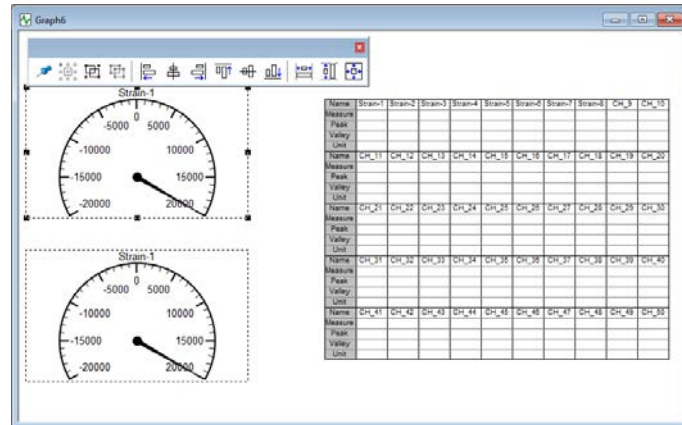 Graph6
Strain-1
0
-5000 5000
-10000 10000
-15000 15000
-20000 20000
Strain-1
0
-5000 5000
-10000 10000
-15000 15000
-20000 20000
Name Strain-1 Strain-2 Strain-3 Strain-4 Strain-5 Strain-6 Strain-7 Strain-8 CH_9 CH_10
Measure
Peak
Valley
Unit
Name CH_11 CH_12 CH_13 CH_14 CH_15 CH_16 CH_17 CH_18 CH_19 CH_20
Measure
Peak
Valley
Unit
Name CH_21 CH_22 CH_23 CH_24 CH_25 CH_26 CH_27 CH_28 CH_29 CH_30
Measure
Peak
Valley
Unit
Name CH_31 CH_32 CH_33 CH_34 CH_35 CH_36 CH_37 CH_38 CH_39 CH_40
Measure
Peak
Valley
Unit
Name CH_41 CH_42 CH_43 CH_44 CH_45 CH_46 CH_47 CH_48 CH_49 CH_50
Measure
Peak
Valley
Unit